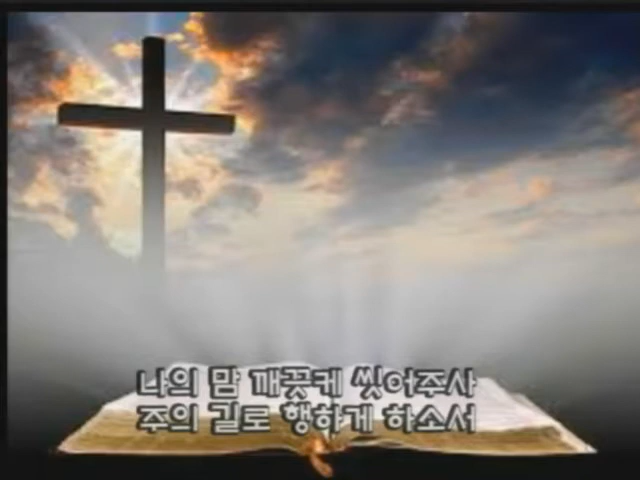 나의 맘 깨끗케 씻어주사
주의 길로 행하게 하소서